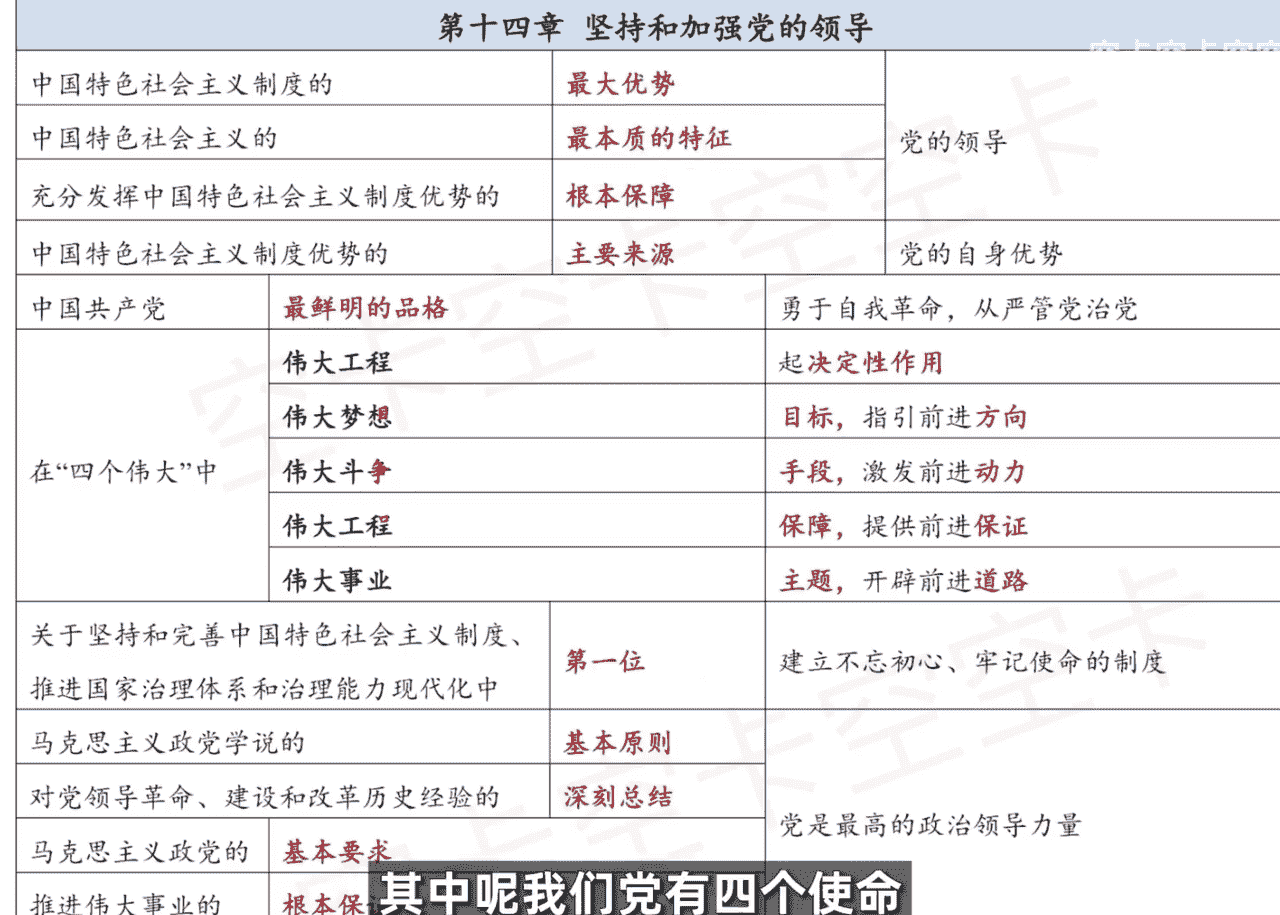 第十四章 坚持和加强党的领导
中国特色社会主义制度的 最大优势
中国特色社会主义的 最本质的特征 党的领导
充分发挥中国特色社会主义制度优势的 根本保障
中国特色社会主义制度优势的 主要来源 党的自身优势
中国共产党 最鲜明的品格 勇于自我革命，从严管党治党
伟大工程 起决定性作用
伟大梦想 目标，指引前进方向
在“四个伟大”中 伟大斗争 手段，激发前进动力
伟大工程 保障，提供前进保证
伟大事业 主题，开辟前进道路
关于坚持和完善中国特色社会主义制度、
推进国家治理体系和治理能力现代化中 第一位 建立不忘初心、牢记使命的制度
马克思主义政党学说的 基本原则
对党领导革命、建设和改革历史经验的 深刻总结
党是最高的政治领导力量
马克思主义政党的 基本要求
推进伟大事业的 根本保
其中呢我们党有四个使命
空卡空卡空卡
空卡空卡空卡